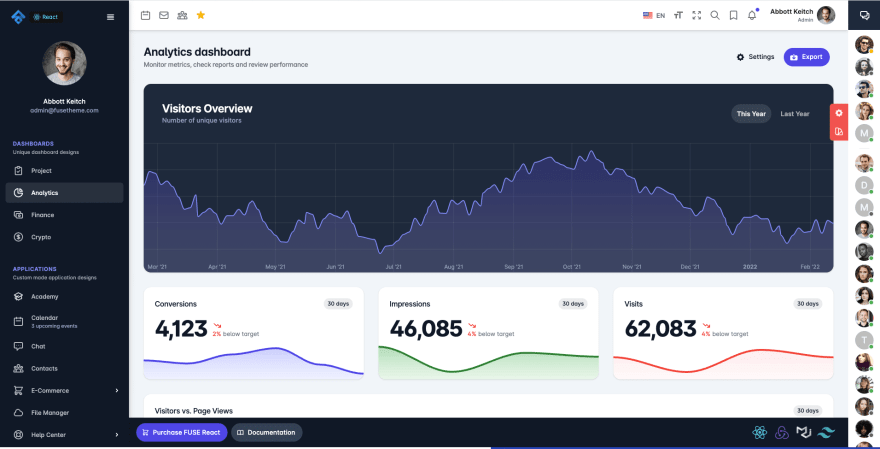 React
EN
Abbott Keitch
Admin
Abbott Keitch
admin@fusetheme.com
DASHBOARDS
Unique dashboard designs
Project
Analytics
Finance
Crypto
APPLICATIONS
Custom made application designs
Academy
Calendar
3 upcoming events
Chat
Contacts
E-Commerce
File Manager
Help Center
Analytics dashboard
Monitor metrics, check reports and review performance
Settings
Export
Visitors Overview
Number of unique visitors
This Year
Last Year
Mar '21 Apr '21 May '21 Jun '21 Jul '21 Aug '21 Sep '21 Oct '21 Nov '21 Dec '21 2022 Feb '22
Conversions
30 days
4,123
2% below target
Impressions
30 days
46,085
4% below target
Visits
30 days
62,083
4% below target
Visitors vs. Page Views
30 days
Purchase FUSE React
Documentation
M
D
M
T